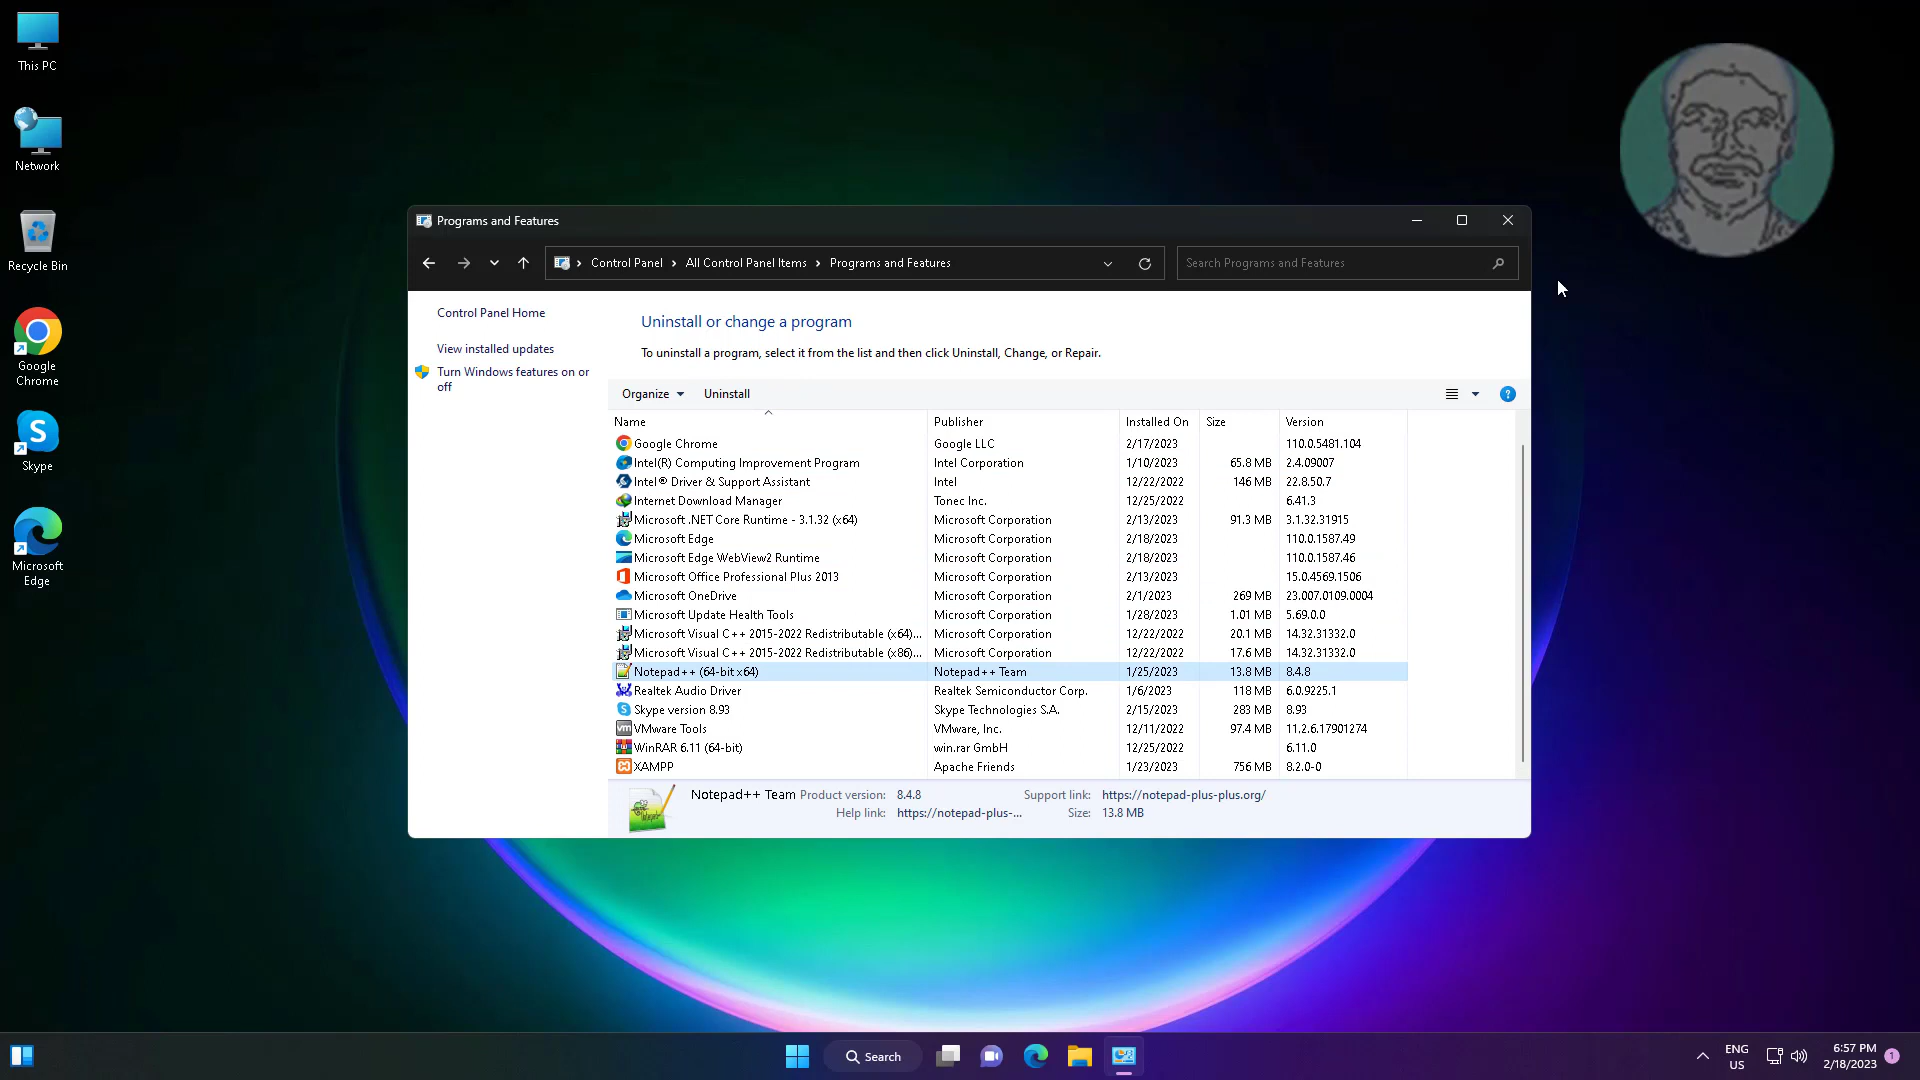 This PC
Network
Recycle Bin
Google
Chrome
Skype
Microsoft
Edge
Programs and Features
Control Panel > All Control Panel Items > Programs and Features
Search Programs and Features
Control Panel Home
View installed updates
Turn Windows features on or
off
Uninstall or change a program
To uninstall a program, select it from the list and then click Uninstall, Change, or Repair.
Organize Uninstall
Name Publisher Installed On Size Version
Google Chrome Google LLC 2/17/2023 110.0.5481.104
Intel(R) Computing Improvement Program Intel Corporation 1/10/2023 65.8 MB 2.4.09007
Intel® Driver & Support Assistant Intel 12/22/2022 146 MB 22.8.50.7
Internet Download Manager Tonec Inc. 12/25/2022 6.41.3
Microsoft .NET Core Runtime - 3.1.32 (x64) Microsoft Corporation 2/13/2023 91.3 MB 3.1.32.31915
Microsoft Edge Microsoft Corporation 2/18/2023 110.0.1587.49
Microsoft Edge WebView2 Runtime Microsoft Corporation 2/18/2023 110.0.1587.46
Microsoft Office Professional Plus 2013 Microsoft Corporation 2/13/2023 15.0.4569.1506
Microsoft OneDrive Microsoft Corporation 2/1/2023 269 MB 23.007.0109.0004
Microsoft Update Health Tools Microsoft Corporation 1/28/2023 1.01 MB 5.69.0.0
Microsoft Visual C++ 2015-2022 Redistributable (x64)... Microsoft Corporation 12/22/2022 20.1 MB 14.32.31332.0
Microsoft Visual C++ 2015-2022 Redistributable (x86)... Microsoft Corporation 12/22/2022 17.6 MB 14.32.31332.0
Notepad++ (64-bit x64) Notepad++ Team 1/25/2023 13.8 MB 8.4.8
Realtek Audio Driver Realtek Semiconductor Corp. 1/6/2023 118 MB 6.0.9225.1
Skype version 8.93 Skype Technologies S.A. 2/15/2023 283 MB 8.93
VMware Tools VMware, Inc. 12/11/2022 97.4 MB 11.2.6.17901274
WinRAR 6.11 (64-bit) win.rar GmbH 12/25/2022 6.11.0
XAMPP Apache Friends 1/23/2023 756 MB 8.2.0-0
Notepad++ Team Product version: 8.4.8 Support link: https://notepad-plus-plus.org/
Help link: https://notepad-plus-... Size: 13.8 MB
Search
ENG
US
6:57 PM
2/18/2023
1